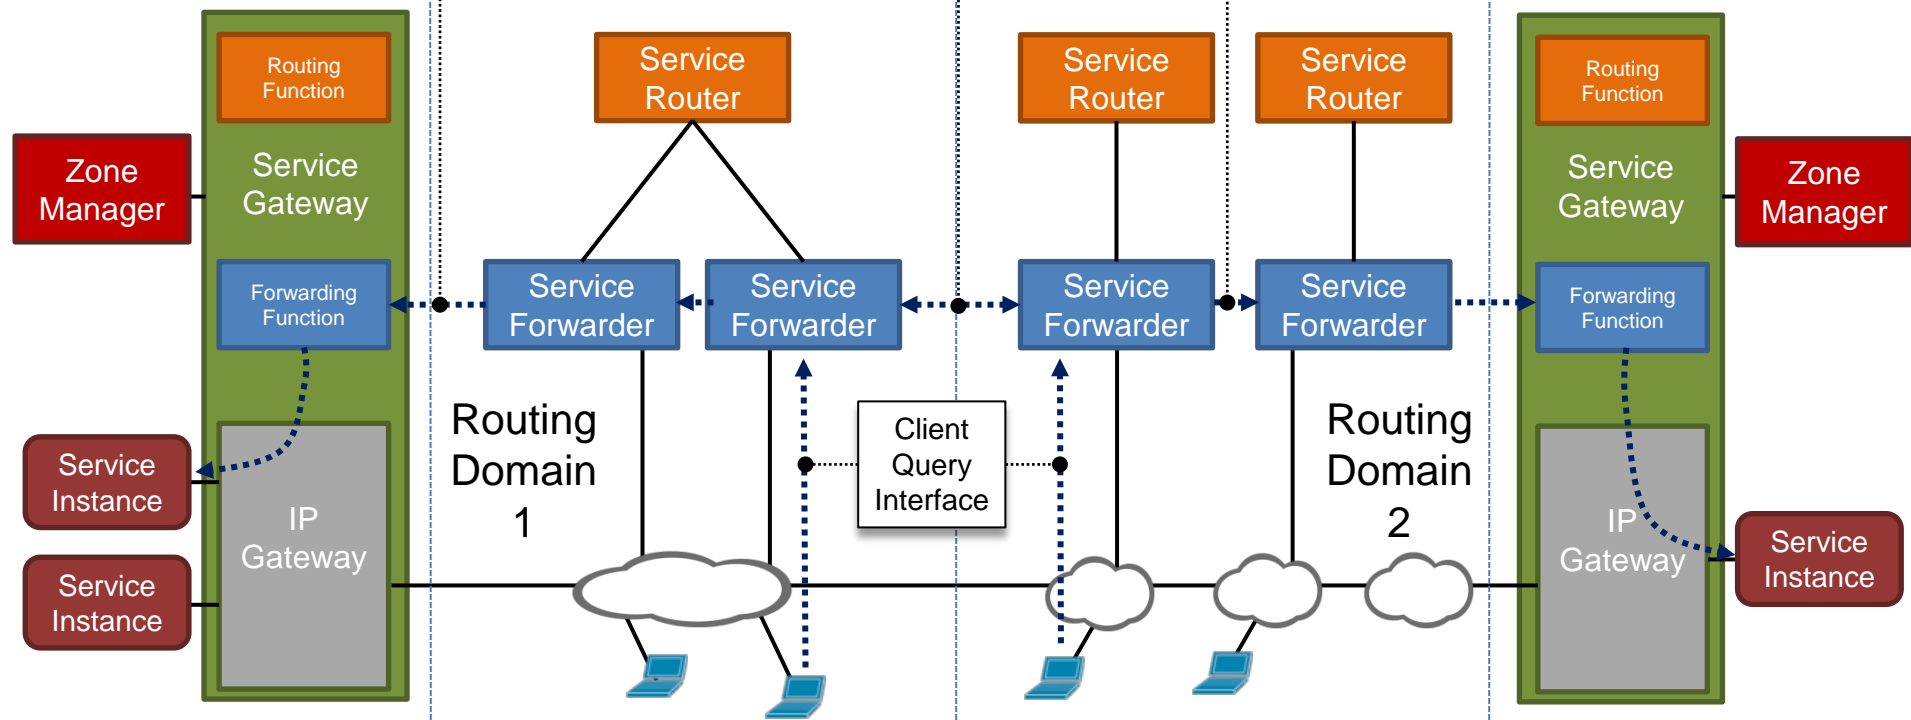 Routing
Function
Service
Router
Service
Router
Service
Router
Routing
Function
Zone
Manager
Service
Gateway
Service
Gateway
Zone
Manager
Forwarding
Function
Service
Forwarder
Service
Forwarder
Service
Forwarder
Service
Forwarder
Forwarding
Function
Routing
Domain
1
Client
Query
Interface
Routing
Domain
2
Service
Instance
IP
Gateway
IP
Gateway
Service
Instance
Service
Instance